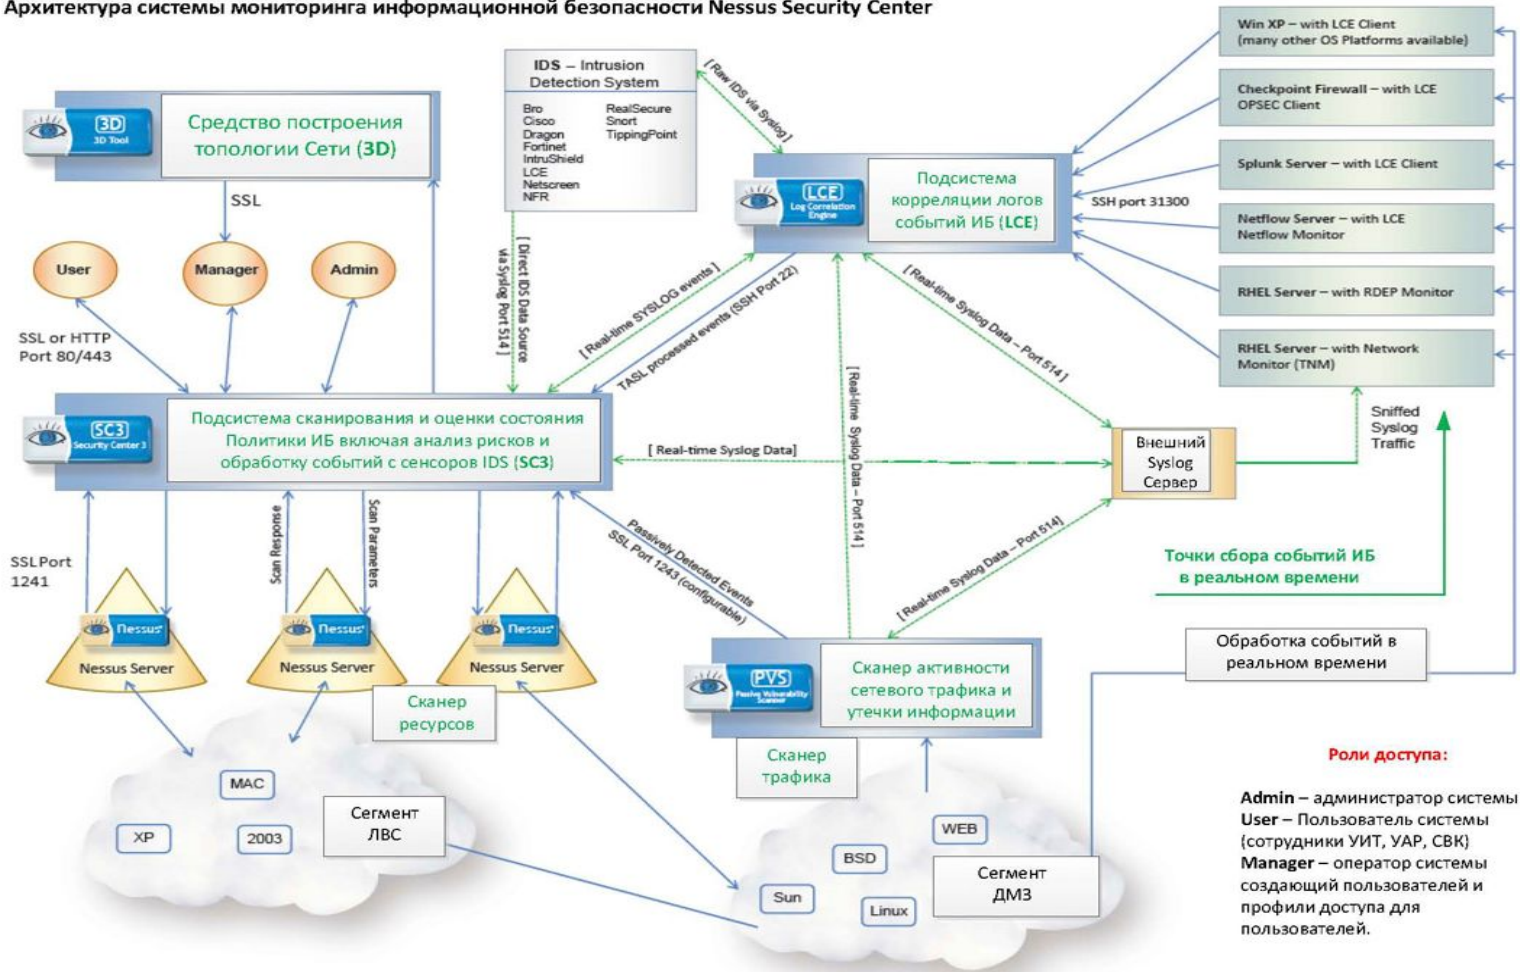 Архитектура системы мониторинга информационной безопасности Nessus Security Center
3D
3D Tool
Средство построения
топологии Сети (3D)
SSL
User
Manager
Admin
SSL or HTTP
Port 80/443
IDS – Intrusion
Detection System
Bro
Cisco
Dragon
Fortinet
IntruShield
LCE
Netscreen
NFR
RealSecure
Snort
TippingPoint
[ Raw IDS via Syslog ]
[ Direct IDS Data Source
via Syslog Port 514 ]
LCE
Log Correlation
Engine
Подсистема
корреляции логов
событий ИБ (LCE)
SSH port 31300
Win XP – with LCE Client
(many other OS Platforms available)
Checkpoint Firewall – with LCE
OPSEC Client
Splunk Server – with LCE Client
Netflow Server – with LCE
Netflow Monitor
RHEL Server – with RDEP Monitor
RHEL Server – with Network
Monitor (TNM)
[ Real-time SYSLOG events ]
TASL processed events (SSH Port 22)
[ Real-time Syslog Data – Port 514 ]
[ Real-time Syslog Data – Port 514 ]
SC3
Security Center 3
Подсистема сканирования и оценки состояния
Политики ИБ включая анализ рисков и
обработку событий с сенсоров IDS (SC3)
[ Real-time Syslog Data]
Внешний
Syslog
Сервер
Sniffed
Syslog
Traffic
Точки сбора событий ИБ
в реальном времени
SSL Port
1241
Scan Response
Scan Parameters
Passively Detected Events
SSL Port 1243 (configurable)
[ Real-time Syslog Data – Port 514]
Nessus
Nessus Server
Nessus
Nessus Server
Nessus
Nessus Server
Сканер
ресурсов
PVS
Passive Vulnerability
Scanner
Сканер активности
сетевого трафика и
утечки информации
Сканер
трафика
Обработка событий в
реальном времени
MAC
XP
2003
Сегмент
ЛВС
WEB
BSD
Sun
Linux
Сегмент
ДМЗ
Роли доступа:
Admin – администратор системы
User – Пользователь системы
(сотрудники УИТ, УАР, СВК)
Manager – оператор системы
создающий пользователей и
профили доступа для
пользователей.